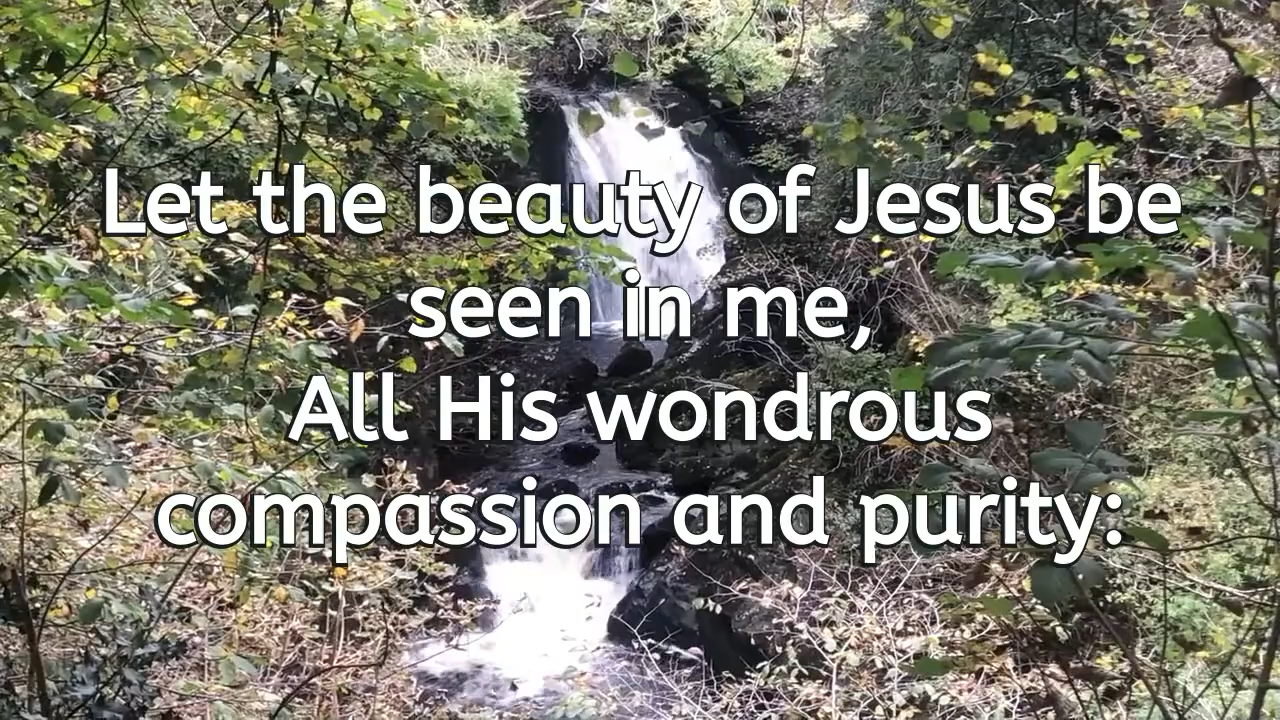 Let the beauty of Jesus be
seen in me,
All His wondrous
compassion and purity: